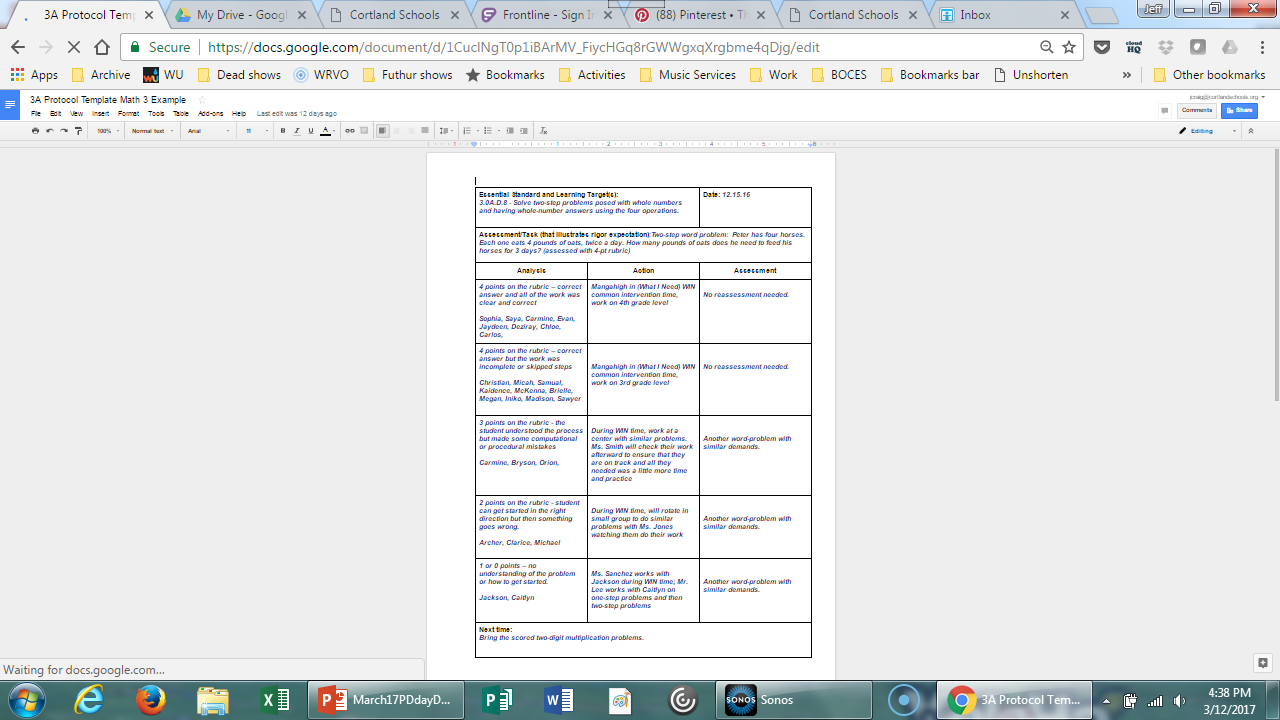 3A Protocol Temp
My Drive - Googl
Cortland Schools
Frontline - Sign I
(88) Pinterest • T
Cortland Schools
Inbox
Jeff
Secure
https://docs.google.com/document/d/1CuclNgT0p1iBArMV_FiycHGq8rGWWgxqXrgbme4qDjg/edit
cloud
HQ
Apps
Archive
WU
Dead shows
WRVO
Futhur shows
Bookmarks
Activities
Music Services
Work
BOCES
Bookmarks bar
Unshorten
»
Other bookmarks
3A Protocol Template Math 3 Example
jcraig@cortlandschools.org
File Edit View Insert Format Tools Table Add-ons Help Last edit was 12 days ago
Comments
Share
100%
Normal text
Arial
11
B I U A
Editing
1 1 2 3 4 5 6
Essential Standard and Learning Target(s):
3.0A.D.8 - Solve two-step problems posed with whole numbers
and having whole-number answers using the four operations.
Date: 12.15.16
Assessment/Task (that illustrates rigor expectation):Two-step word problem: Peter has four horses.
Each one eats 4 pounds of oats, twice a day. How many pounds of oats does he need to feed his
horses for 3 days? (assessed with 4-pt rubric)
Analysis
Action
Assessment
4 points on the rubric – correct
answer and all of the work was
clear and correct
Sophia, Saya, Carmine, Evan,
Jaydeen, Deziray, Chloe,
Carlos,
Mangahigh in (What I Need) WIN
common intervention time,
work on 4th grade level
No reassessment needed.
4 points on the rubric – correct
answer but the work was
incomplete or skipped steps
Christian, Micah, Samual,
Kaidence, McKenna, Brielle,
Megan, Iniko, Madison, Sawyer
Mangahigh in (What I Need) WIN
common intervention time,
work on 3rd grade level
No reassessment needed.
3 points on the rubric - the
student understood the process
but made some computational
or procedural mistakes
Carmine, Bryson, Orion,
During WIN time, work at a
center with similar problems.
Ms. Smith will check their work
afterward to ensure that they
are on track and all they
needed was a little more time
and practice
Another word-problem with
similar demands.
2 points on the rubric - student
can get started in the right
direction but then something
goes wrong.
Archer, Clarice, Michael
During WIN time, will rotate in
small group to do similar
problems with Ms. Jones
watching them do their work
Another word-problem with
similar demands.
1 or 0 points – no
understanding of the problem
or how to get started.
Jackson, Caitlyn
Ms. Sanchez works with
Jackson during WIN time; Mr.
Lee works with Caitlyn on
one-step problems and then
two-step problems
Another word-problem with
similar demands.
Next time:
Bring the scored two-digit multiplication problems.
Waiting for docs.google.com...
March17PDdayD...
SONOS
Sonos
3A Protocol Tem...
4:38 PM
3/12/2017